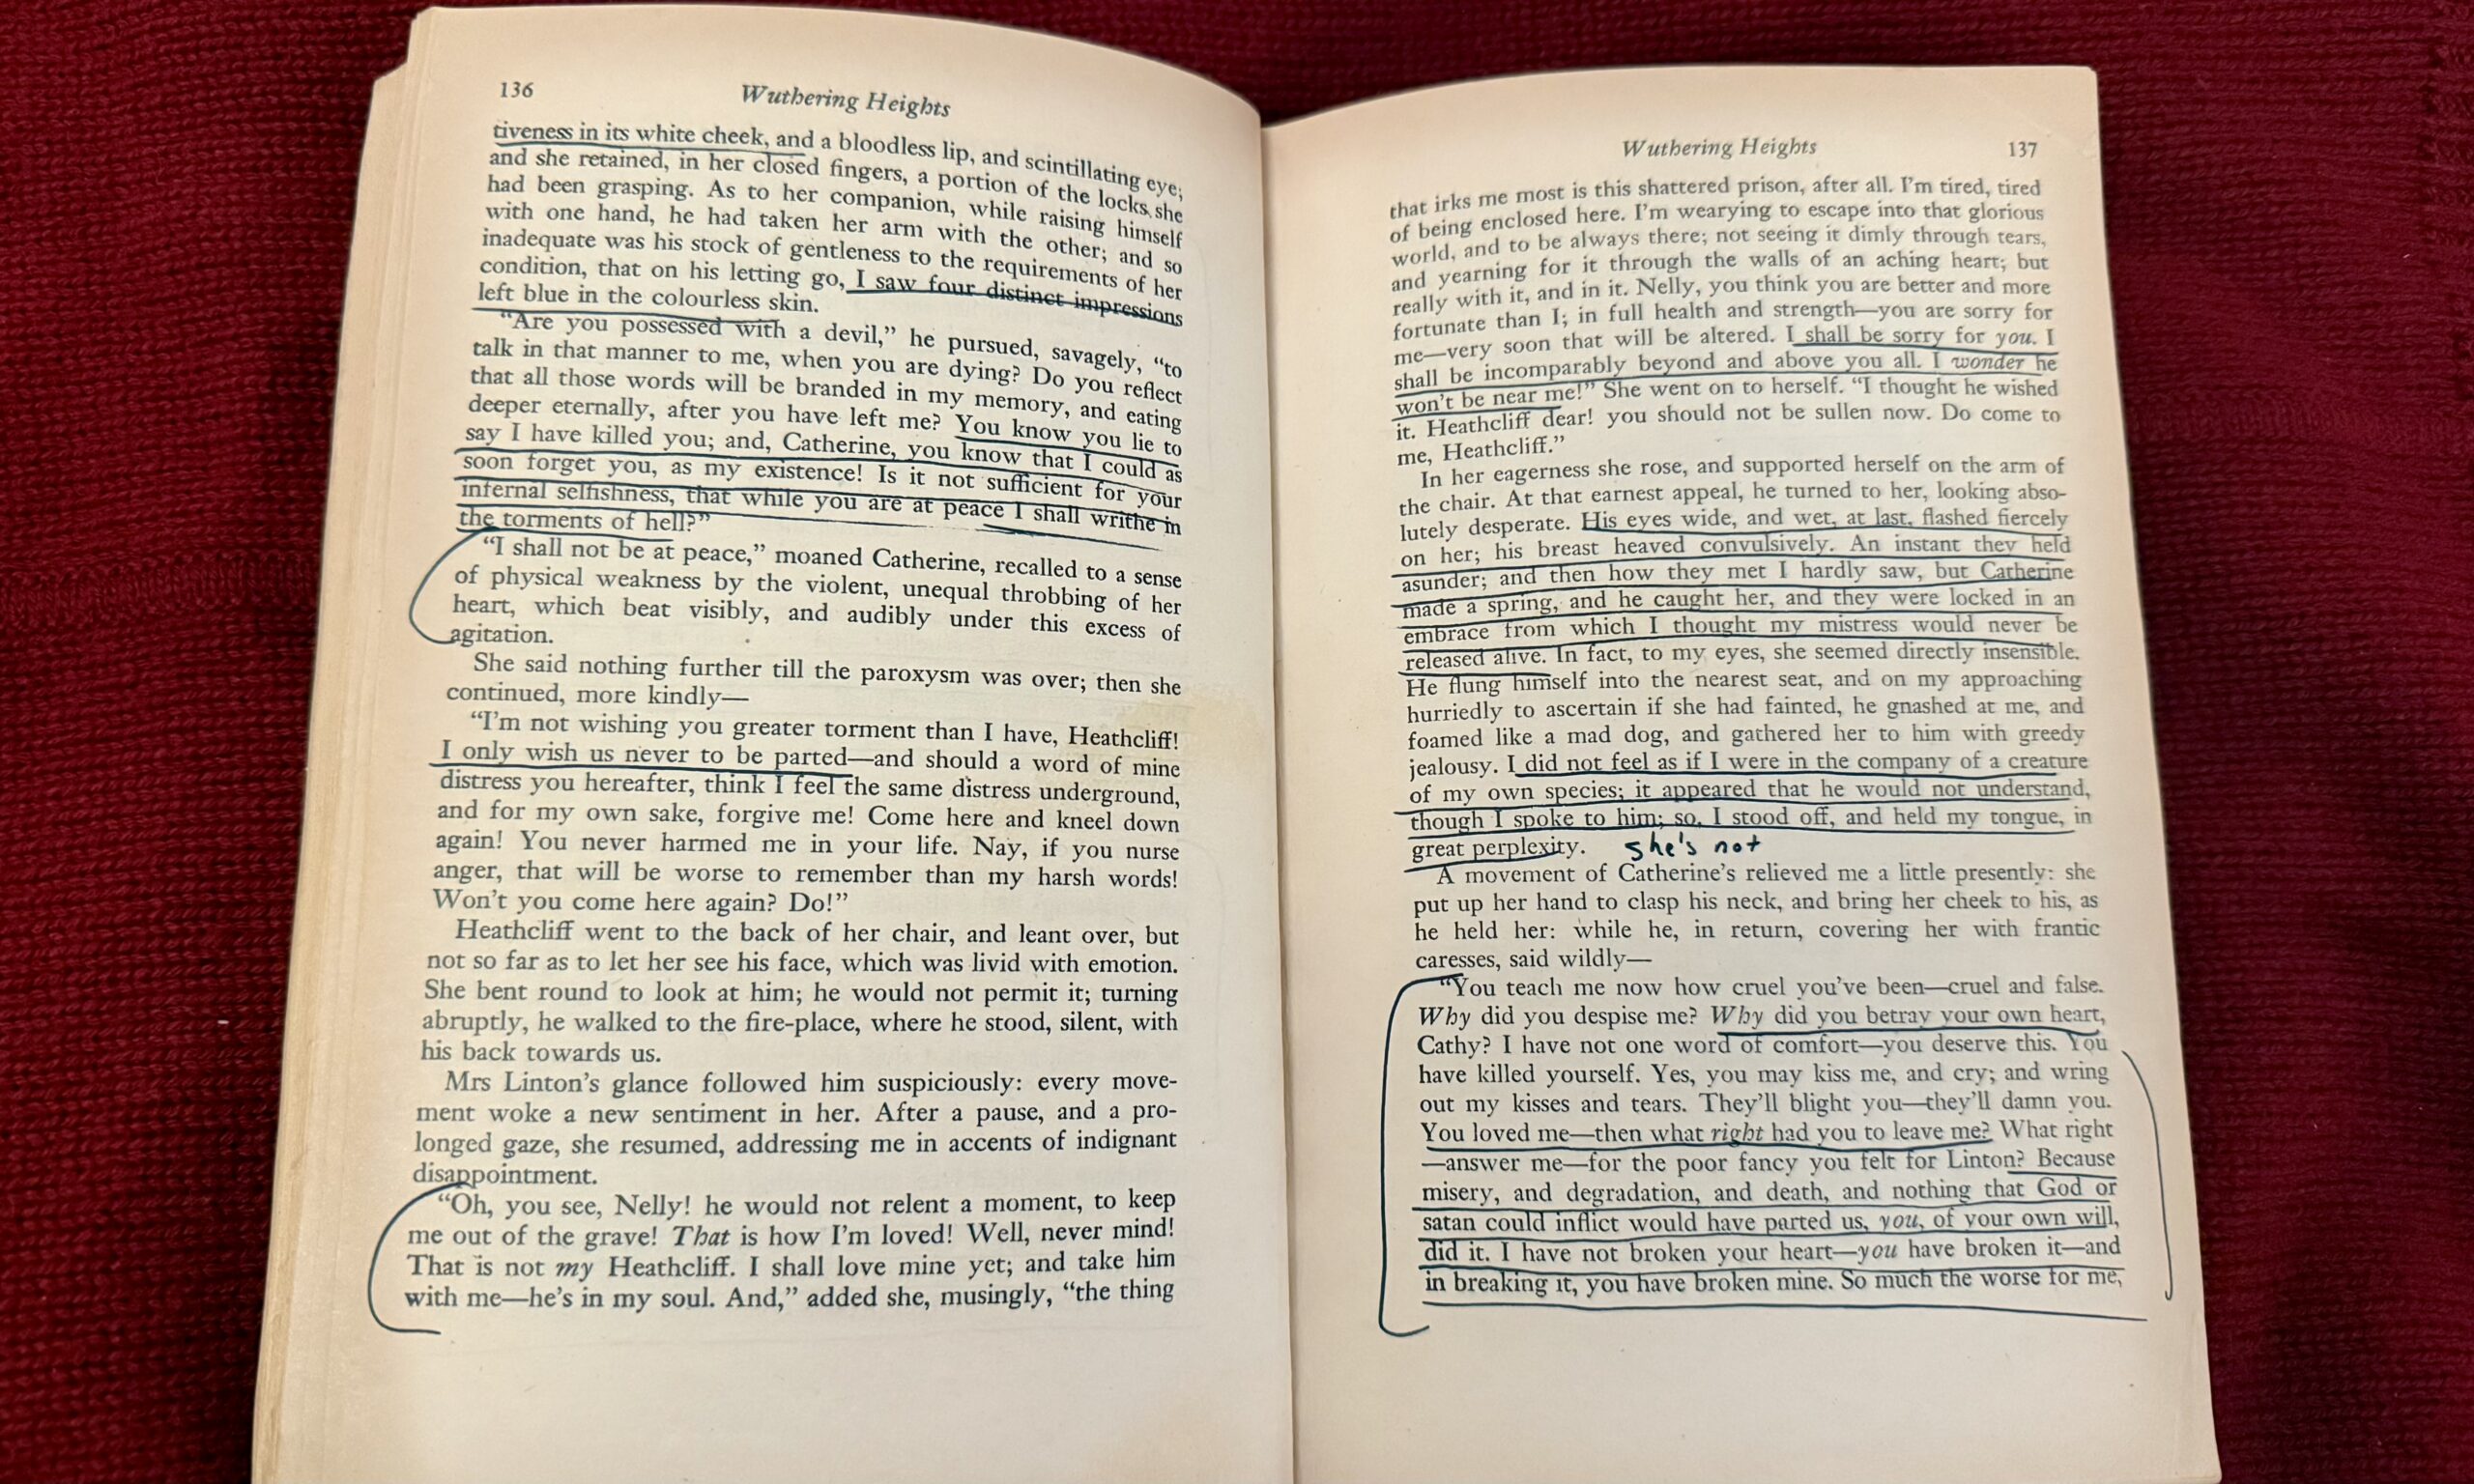 136
Wuthering Heights
tiveness in its white cheek, and a bloodless lip, and scintillating eye;
and she retained, in her closed fingers, a portion of the locks she
had been grasping. As to her companion, while raising himself
with one hand, he had taken her arm with the other; and so
inadequate was his stock of gentleness to the requirements of her
condition, that on his letting go, I saw four distinct impressions
left blue in the colourless skin.
“Are you possessed with a devil,” he pursued, savagely, “to
talk in that manner to me, when you are dying? Do you reflect
that all those words will be branded in my memory, and eating
deeper eternally, after you have left me? You know you lie to
say I have killed you; and, Catherine, you know that I could as
soon forget you, as my existence! Is it not sufficient for your
infernal selfishness, that while you are at peace I shall writhe in
the torments of hell?”
“I shall not be at peace,” moaned Catherine, recalled to a sense
of physical weakness by the violent, unequal throbbing of her
heart, which beat visibly, and audibly under this excess of
agitation.
She said nothing further till the paroxysm was over; then she
continued, more kindly—
“I'm not wishing you greater torment than I have, Heathcliff!
I only wish us never to be parted—and should a word of mine
distress you hereafter, think I feel the same distress underground,
and for my own sake, forgive me! Come here and kneel down
again! You never harmed me in your life. Nay, if you nurse
anger, that will be worse to remember than my harsh words!
Won't you come here again? Do!”
Heathcliff went to the back of her chair, and leant over, but
not so far as to let her see his face, which was livid with emotion.
She bent round to look at him; he would not permit it; turning
abruptly, he walked to the fire-place, where he stood, silent, with
his back towards us.
Mrs Linton's glance followed him suspiciously: every move-
ment woke a new sentiment in her. After a pause, and a pro-
longed gaze, she resumed, addressing me in accents of indignant
disappointment.
“Oh, you see, Nelly! he would not relent a moment, to keep
me out of the grave! That is how I'm loved! Well, never mind!
That is not my Heathcliff. I shall love mine yet; and take him
with me—he's in my soul. And,” added she, musingly, “the thing
Wuthering Heights
137
that irks me most is this shattered prison, after all. I'm tired, tired
of being enclosed here. I'm wearying to escape into that glorious
world, and to be always there; not seeing it dimly through tears,
and yearning for it through the walls of an aching heart; but
really with it, and in it. Nelly, you think you are better and more
fortunate than I; in full health and strength—you are sorry for
me—very soon that will be altered. I shall be sorry for you. I
shall be incomparably beyond and above you all. I wonder he
won't be near me!” She went on to herself. “I thought he wished
it. Heathcliff dear! you should not be sullen now. Do come to
me, Heathcliff.”
In her eagerness she rose, and supported herself on the arm of
the chair. At that earnest appeal, he turned to her, looking abso-
lutely desperate. His eyes wide, and wet, at last, flashed fiercely
on her; his breast heaved convulsively. An instant they held
asunder; and then how they met I hardly saw, but Catherine
made a spring, and he caught her, and they were locked in an
embrace from which I thought my mistress would never be
released alive. In fact, to my eyes, she seemed directly insensible.
He flung himself into the nearest seat, and on my approaching
hurriedly to ascertain if she had fainted, he gnashed at me, and
foamed like a mad dog, and gathered her to him with greedy
jealousy. I did not feel as if I were in the company of a creature
of my own species; it appeared that he would not understand,
though I spoke to him; so, I stood off, and held my tongue, in
great perplexity. she's not
A movement of Catherine's relieved me a little presently: she
put up her hand to clasp his neck, and bring her cheek to his, as
he held her: while he, in return, covering her with frantic
caresses, said wildly—
“You teach me now how cruel you've been—cruel and false.
Why did you despise me? Why did you betray your own heart,
Cathy? I have not one word of comfort—you deserve this. You
have killed yourself. Yes, you may kiss me, and cry; and wring
out my kisses and tears. They'll blight you—they'll damn you.
You loved me—then what right had you to leave me? What right
—answer me—for the poor fancy you felt for Linton? Because
misery, and degradation, and death, and nothing that God or
satan could inflict would have parted us, you, of your own will,
did it. I have not broken your heart—you have broken it—and
in breaking it, you have broken mine. So much the worse for me,